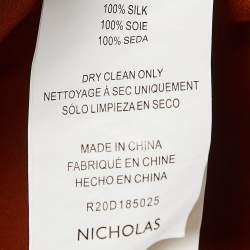 100% SILK
100% SOIE
100% SEDA
DRY CLEAN ONLY
NETTOYAGE À SEC UNIQUEMENT
SÓLO LIMPIEZA EN SECO
MADE IN CHINA
FABRIQUÉ EN CHINE
HECHO EN CHINA
R20D185025
NICHOLAS